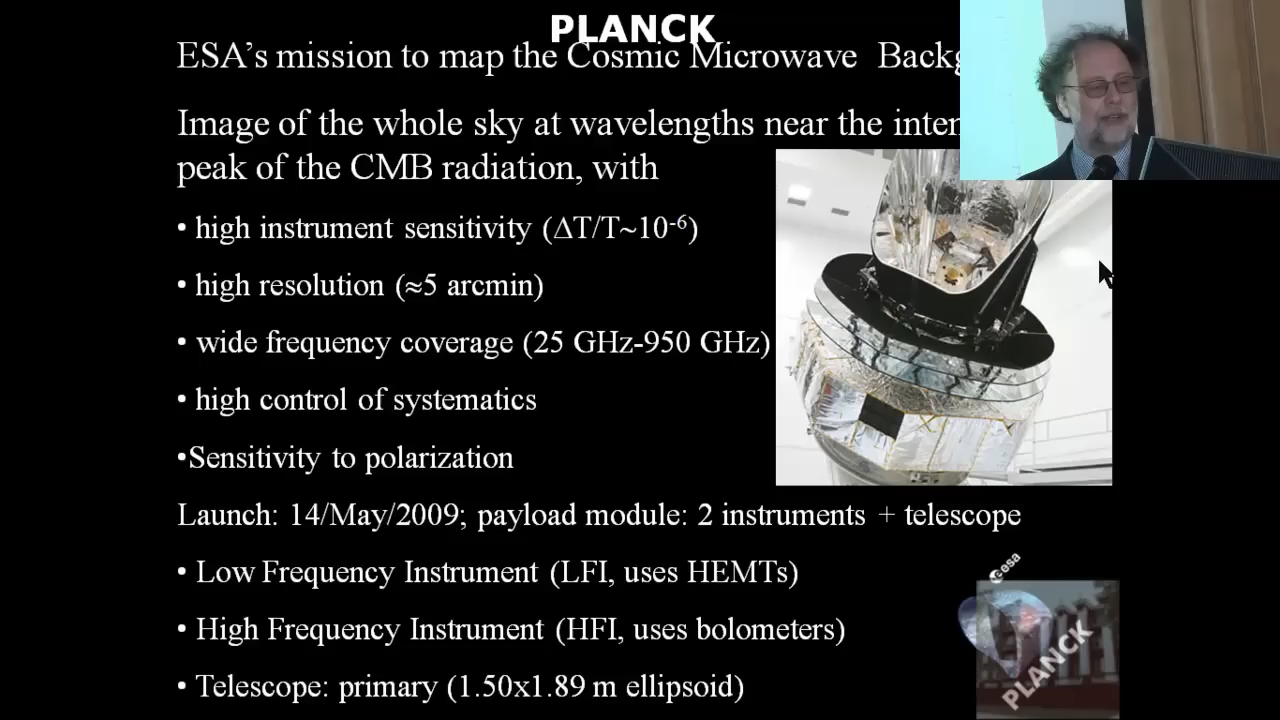 PLANCK
ESA’s mission to map the Cosmic Microwave
Image of the whole sky at wavelengths near the
peak of the CMB radiation, with
• high instrument sensitivity (ΔT/T~10⁻⁶)
• high resolution (≈5 arcmin)
• wide frequency coverage (25 GHz-950 GHz)
• high control of systematics
•Sensitivity to polarization
Launch: 14/May/2009; payload module: 2 instruments + telescope
• Low Frequency Instrument (LFI, uses HEMTs)
• High Frequency Instrument (HFI, uses bolometers)
• Telescope: primary (1.50x1.89 m ellipsoid)
esa
PLANCK